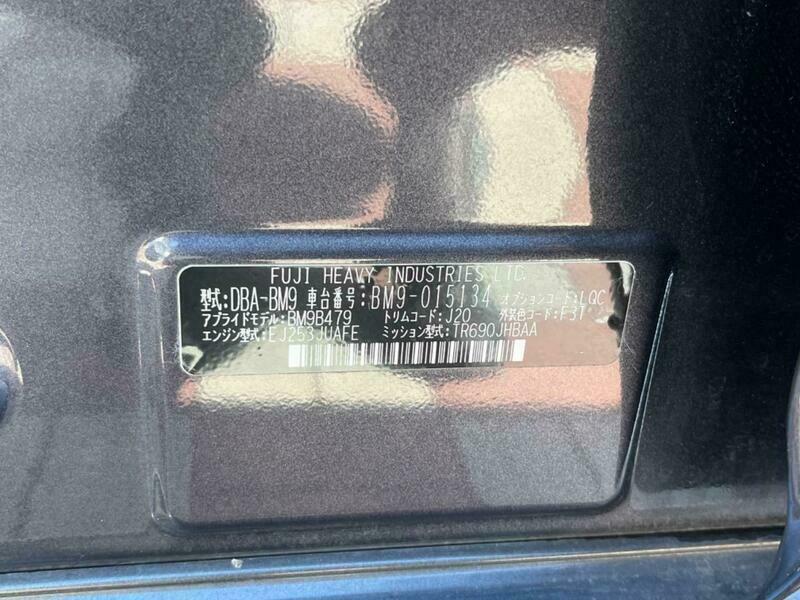 FUJI HEAVY INDUSTRIES LTD.
型式:DBA-BM9 車台番号:BM9-015134 オプションコード:LQC
アプライドモデル:BM9B479 トリムコード:J20 外装色コード:F3T
エンジン型式:EJ253JUAFE ミッション型式:TR690JHBAA